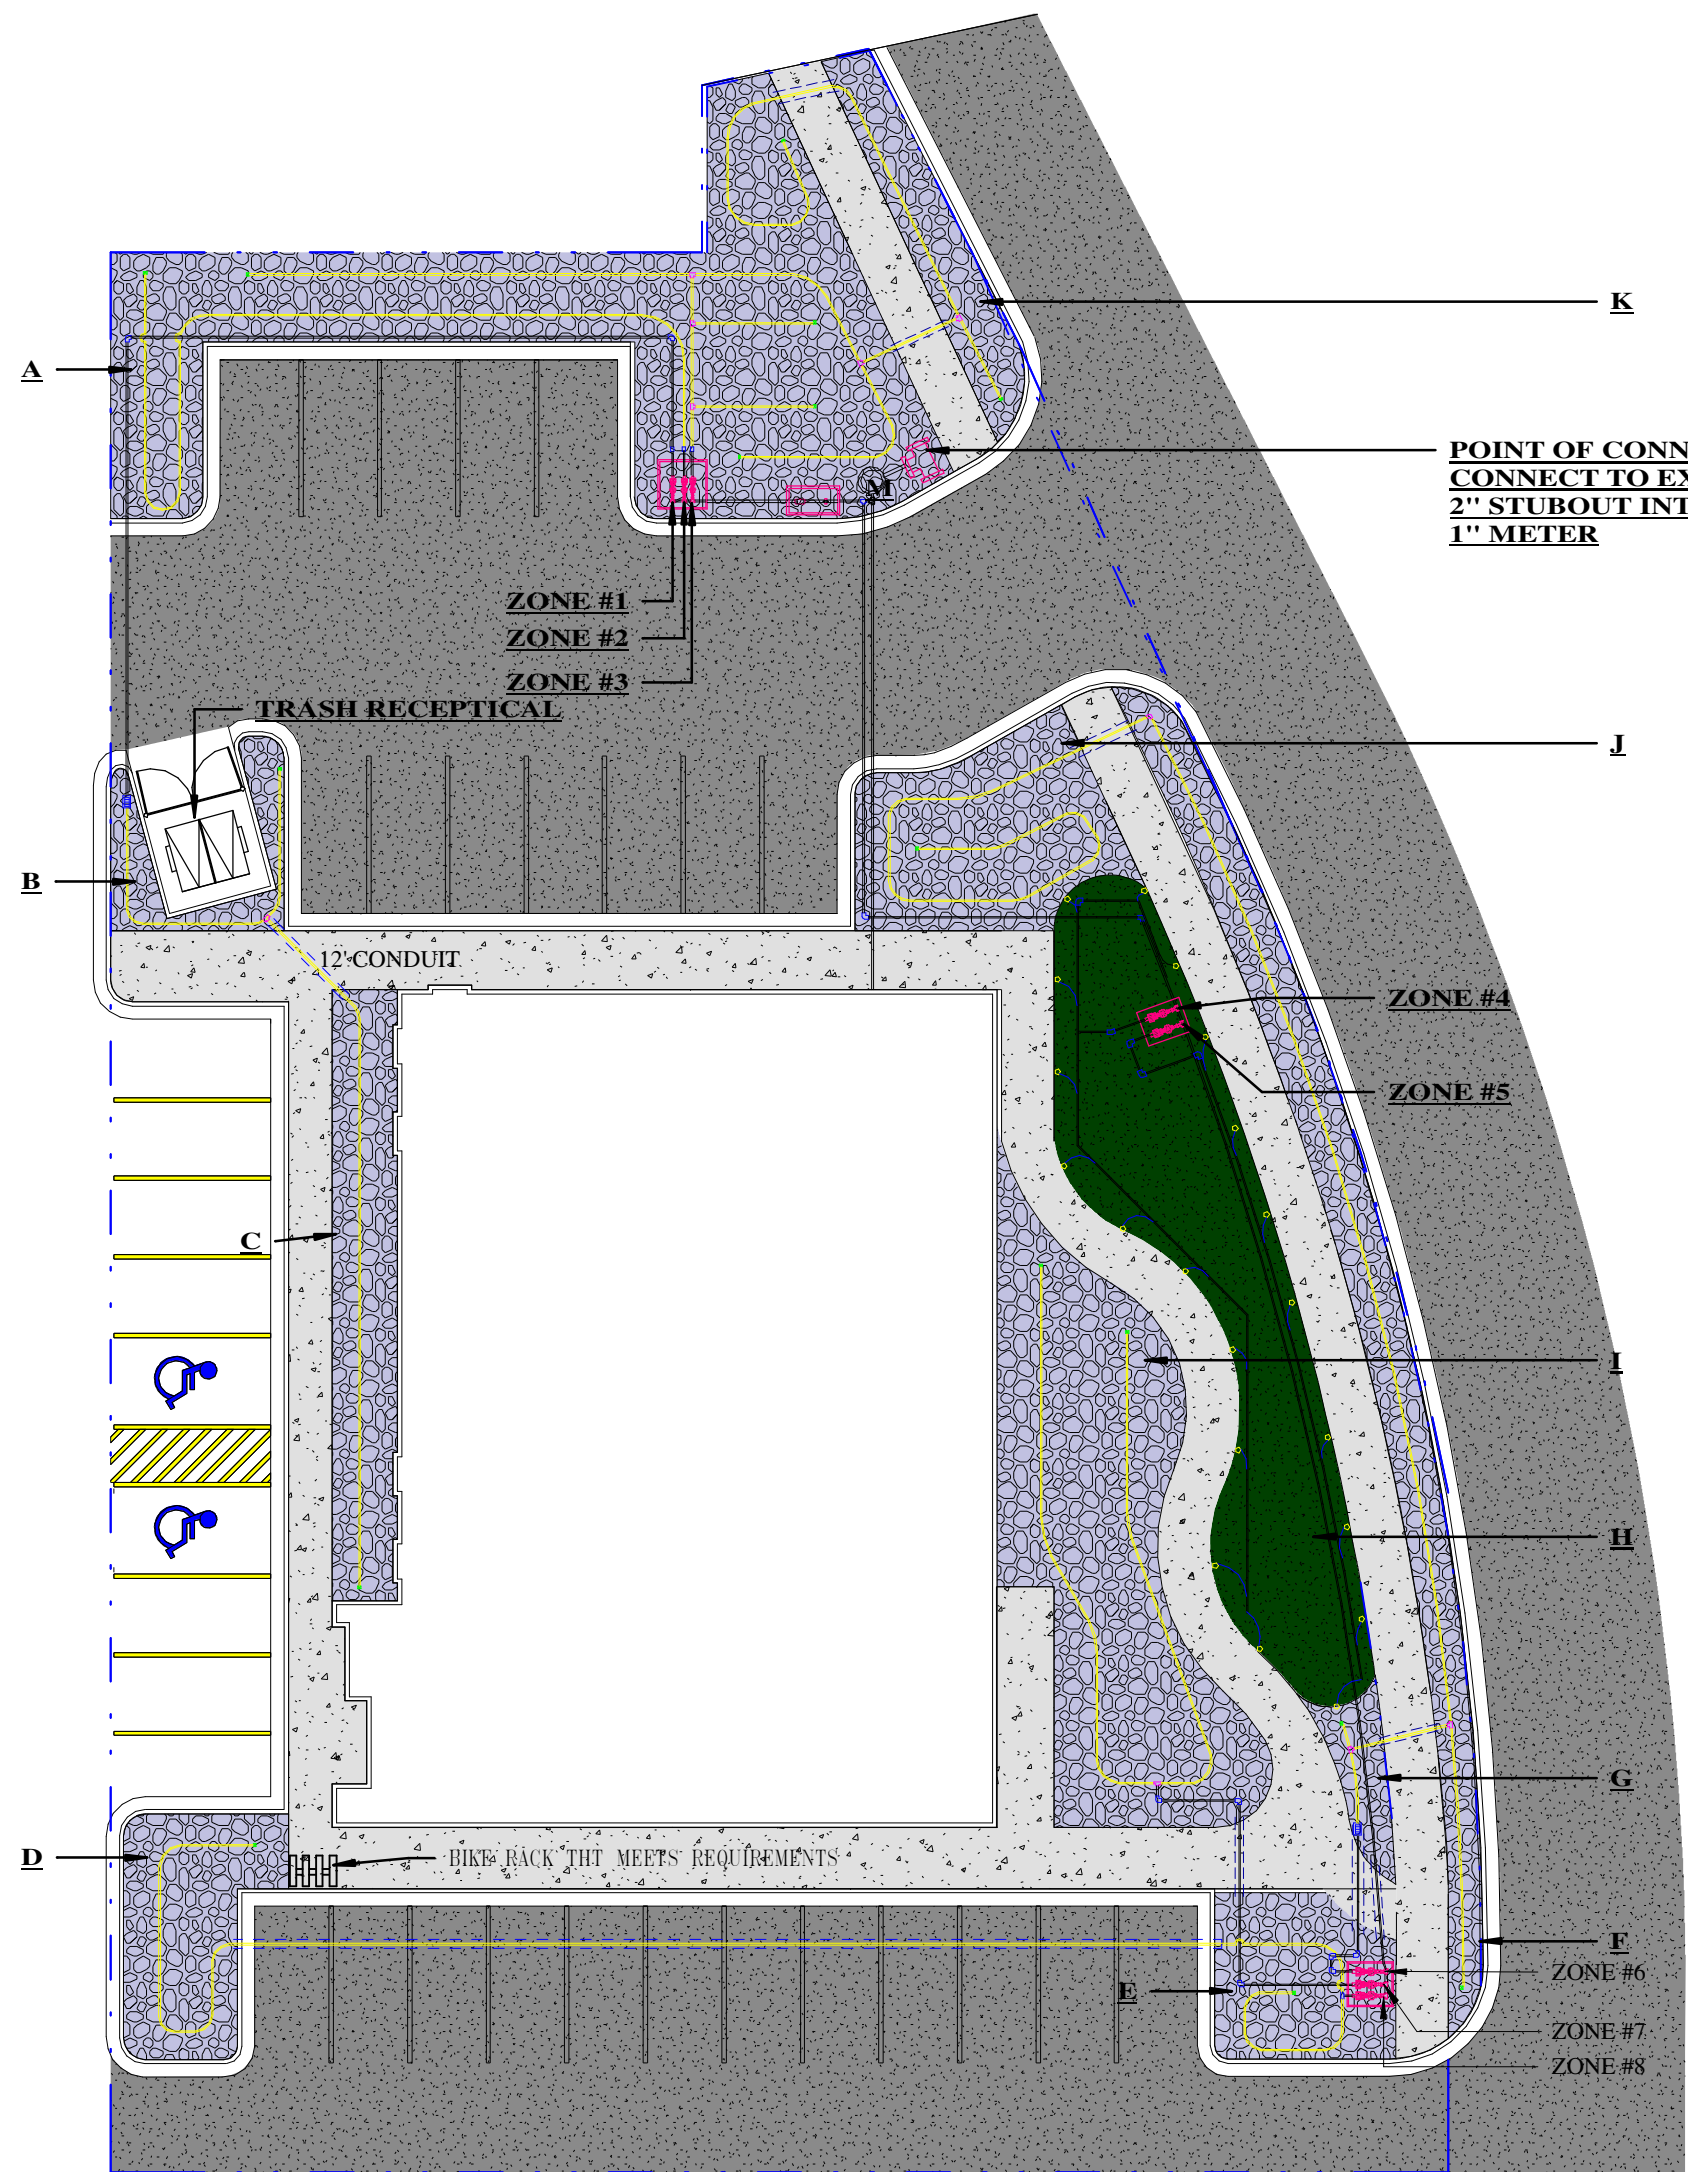 K
A
POINT OF CONN
CONNECT TO EX
2" STUBOUT INT
1" METER
M
ZONE #1
ZONE #2
ZONE #3
TRASH RECEPTICAL
J
B
12' CONDUIT
ZONE #4
ZONE #5
C
I
H
G
D
BIKE RACK THT MEETS REQUIREMENTS
F
ZONE #6
E
ZONE #7
ZONE #8